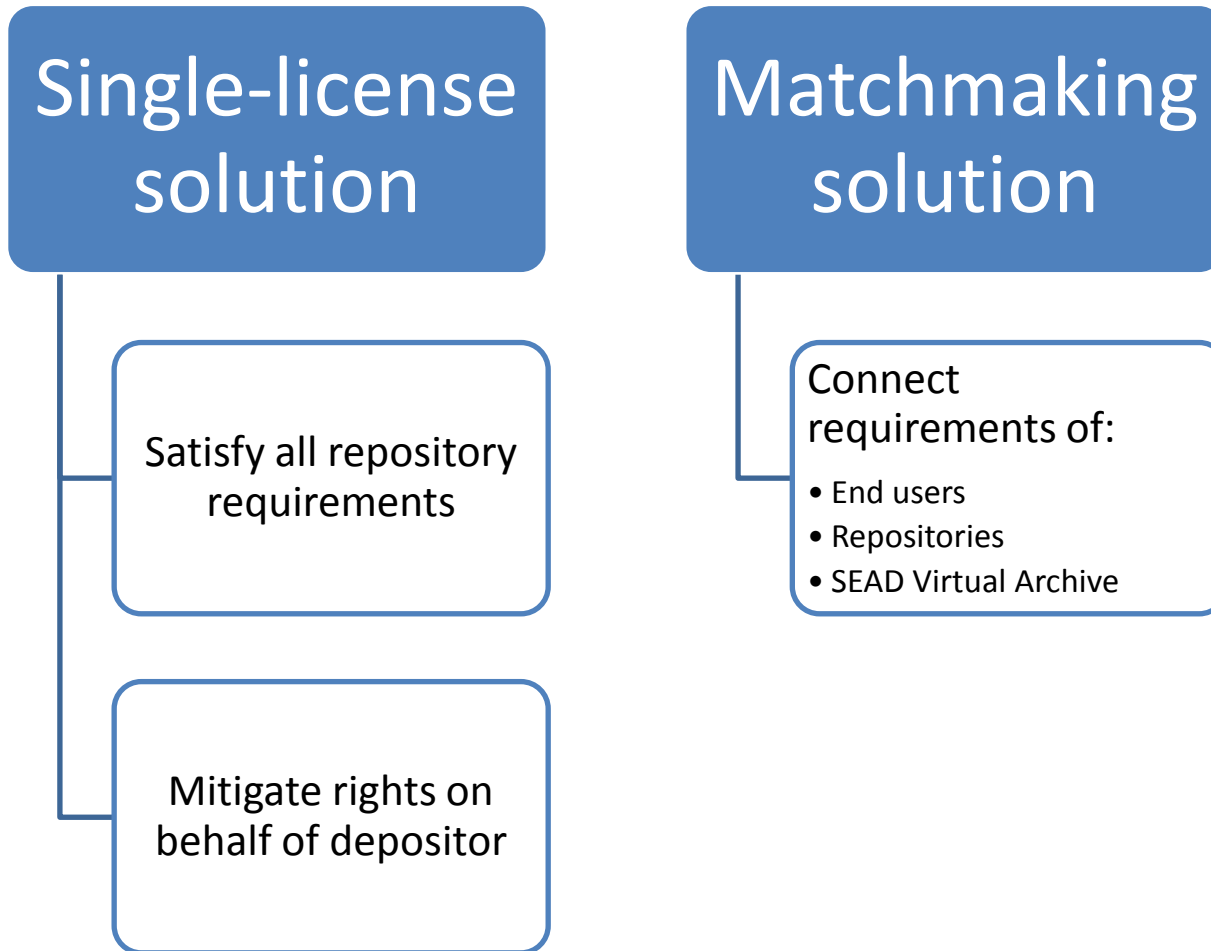 Single-license
solution
Satisfy all repository
requirements
Mitigate rights on
behalf of depositor
Matchmaking
solution
Connect
requirements of:
• End users
• Repositories
• SEAD Virtual Archive